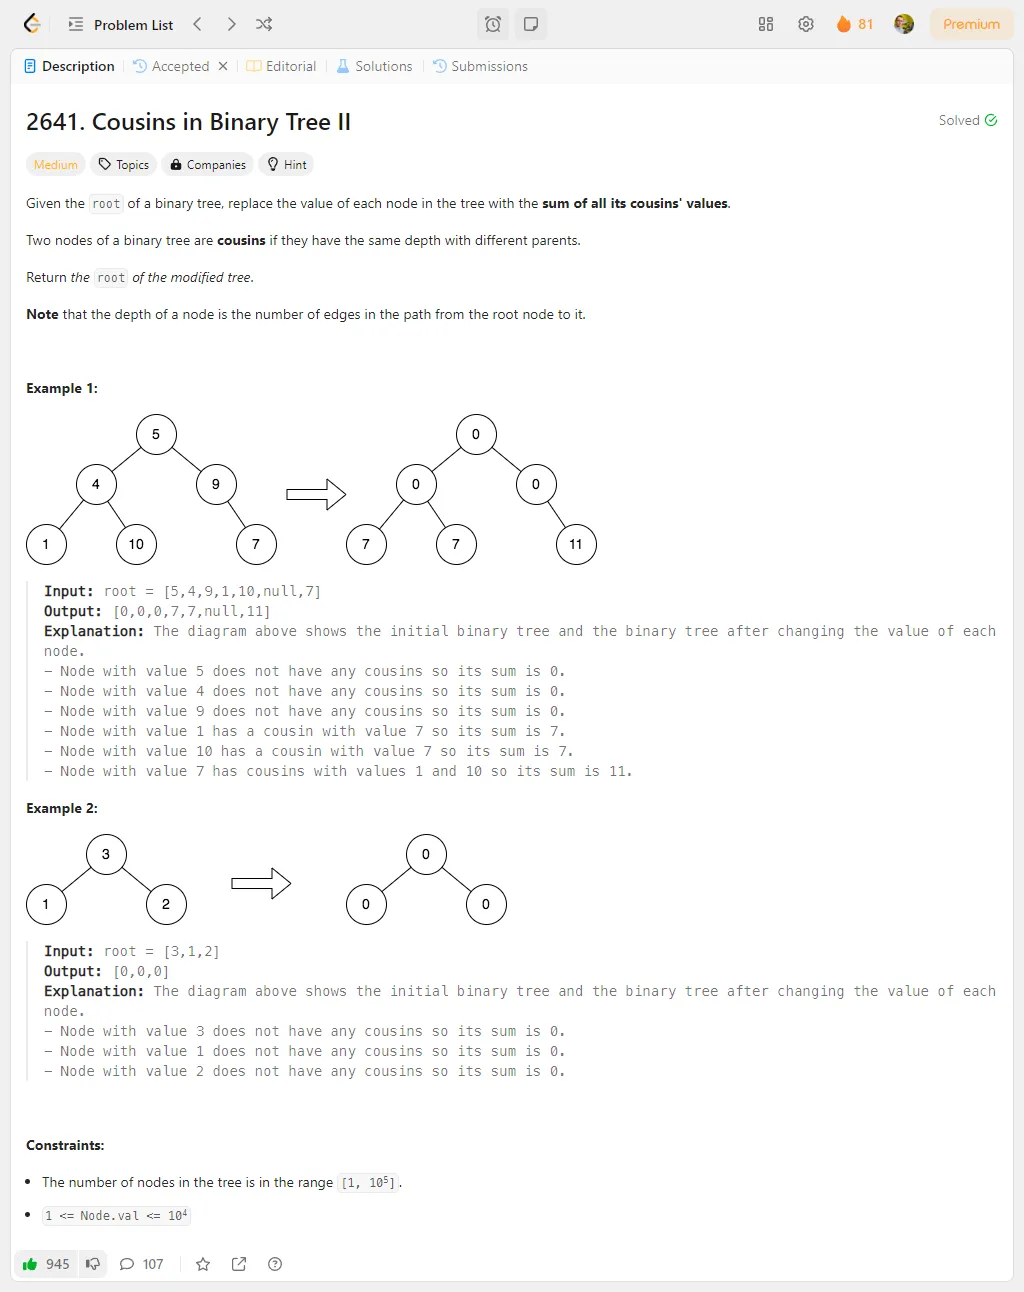 Problem List
81
Premium
Description
Accepted
Editorial
Solutions
Submissions
2641. Cousins in Binary Tree II
Solved
Medium
Topics
Companies
Hint
Given the root of a binary tree, replace the value of each node in the tree with the sum of all its cousins' values.
Two nodes of a binary tree are cousins if they have the same depth with different parents.
Return the root of the modified tree.
Note that the depth of a node is the number of edges in the path from the root node to it.
Example 1:
5 0
4 9 0 0
1 10 7 7 7 11
Input: root = [5,4,9,1,10,null,7]
Output: [0,0,0,7,7,null,11]
Explanation: The diagram above shows the initial binary tree and the binary tree after changing the value of each
node.
- Node with value 5 does not have any cousins so its sum is 0.
- Node with value 4 does not have any cousins so its sum is 0.
- Node with value 9 does not have any cousins so its sum is 0.
- Node with value 1 has a cousin with value 7 so its sum is 7.
- Node with value 10 has a cousin with value 7 so its sum is 7.
- Node with value 7 has cousins with values 1 and 10 so its sum is 11.
Example 2:
3 0
1 2 0 0
Input: root = [3,1,2]
Output: [0,0,0]
Explanation: The diagram above shows the initial binary tree and the binary tree after changing the value of each
node.
- Node with value 3 does not have any cousins so its sum is 0.
- Node with value 1 does not have any cousins so its sum is 0.
- Node with value 2 does not have any cousins so its sum is 0.
Constraints:
• The number of nodes in the tree is in the range [1, 10⁵].
• 1 <= Node.val <= 10⁴
945
107